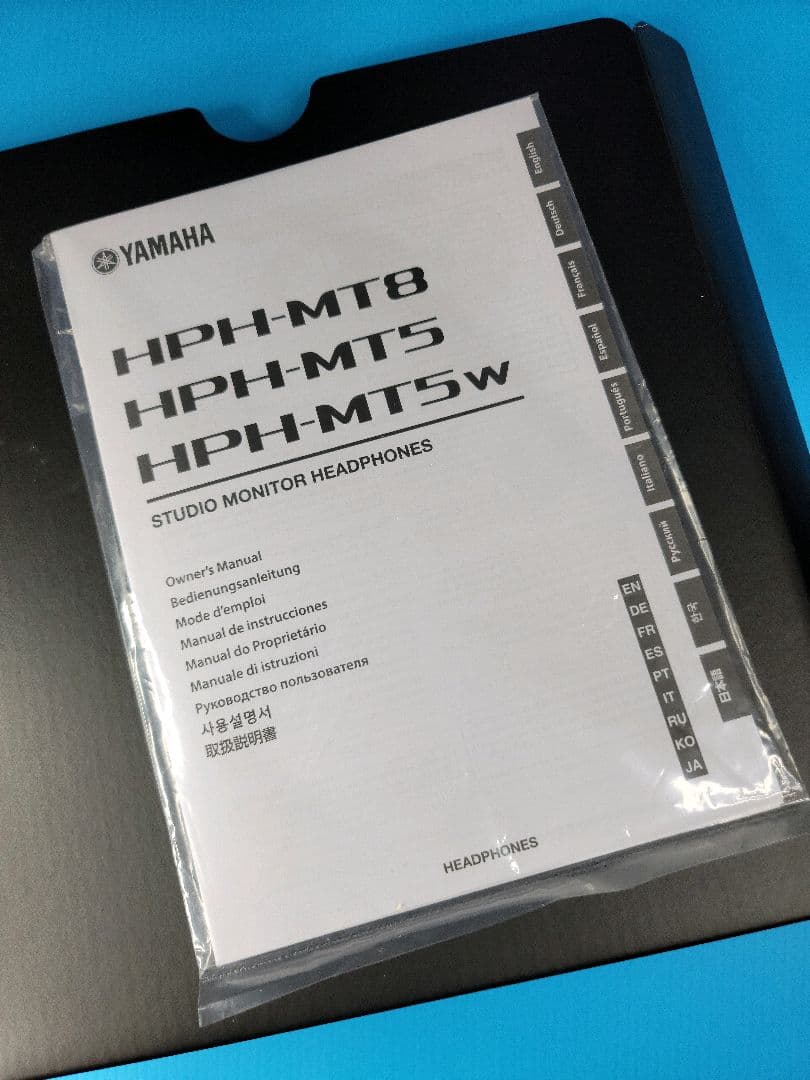 YAMAHA
HPH-MT8
HPH-MT5
HPH-MT5W
STUDIO MONITOR HEADPHONES
Owner's Manual
Bedienungsanleitung
Mode d'emploi
Manual de instrucciones
Manual do Proprietário
Manuale di istruzioni
Руководство пользователя
사용설명서
取扱説明書
EN
DE
FR
ES
PT
IT
RU
KO
JA
English
Deutsch
Français
Español
Português
Italiano
Русский
한국
日本語
HEADPHONES